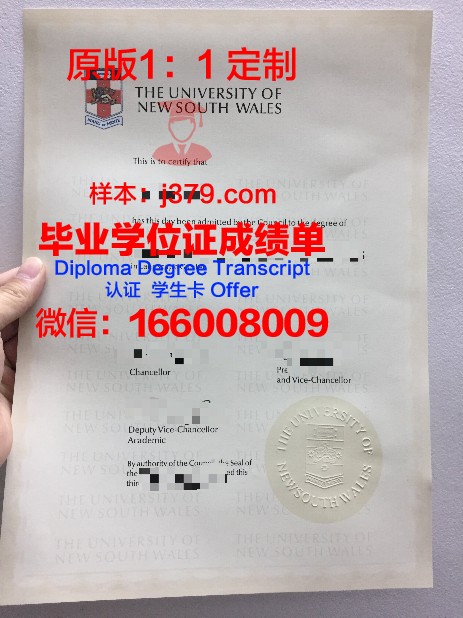 原版1：1 定制
THE UNIVERSITY OF
NEW SOUTH WALES
This is to certify that
样本：j379.com
has this day been admitted by the Council to the degree of
毕业学位证成绩单
Diploma Degree Transcript
认证 学生卡 Offer
微信：166008009
Chancellor
Pre
and Vice-Chancellor
Deputy Vice-Chancellor
Academic
By authority of the Council, the Seal of
the
ed this
THE UNIVERSITY OF
NEW SOUTH WALES